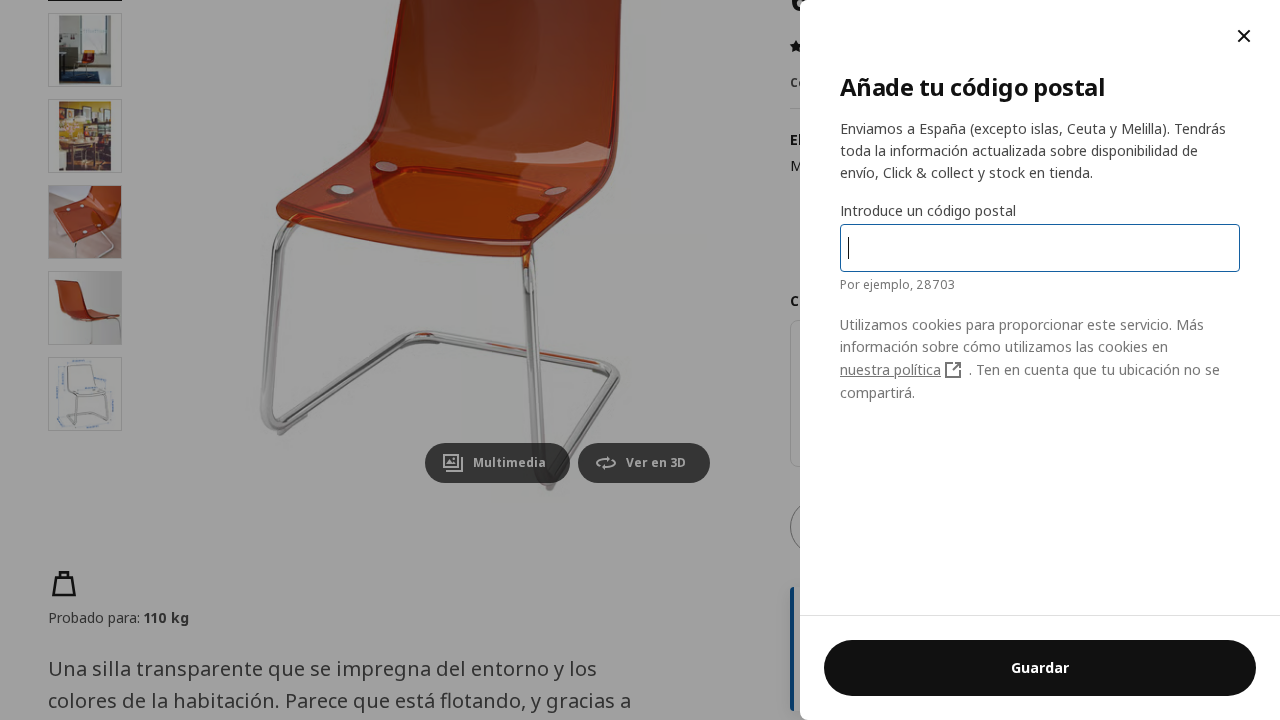 Añade tu código postal
Enviamos a España (excepto islas, Ceuta y Melilla). Tendrás
toda la información actualizada sobre disponibilidad de
envío, Click & collect y stock en tienda.
Introduce un código postal
Por ejemplo, 28703
Utilizamos cookies para proporcionar este servicio. Más
información sobre cómo utilizamos las cookies en
nuestra política . Ten en cuenta que tu ubicación no se
compartirá.
Guardar
Multimedia
Ver en 3D
Probado para: 110 kg
Una silla transparente que se impregna del entorno y los
colores de la habitación. Parece que está flotando, y gracias a